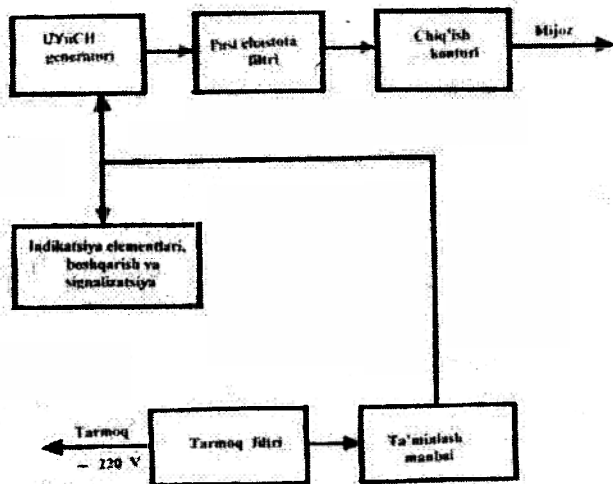 UYuCH
generatori
Past chastota
filtri
Chiq'ish
konturi
Mijoz
Indikatsiya elementlari,
boshqarish va
signalizatsiya
Tarmoq
~ 220 V
Tarmoq filtri
Ta'minlash
manbai